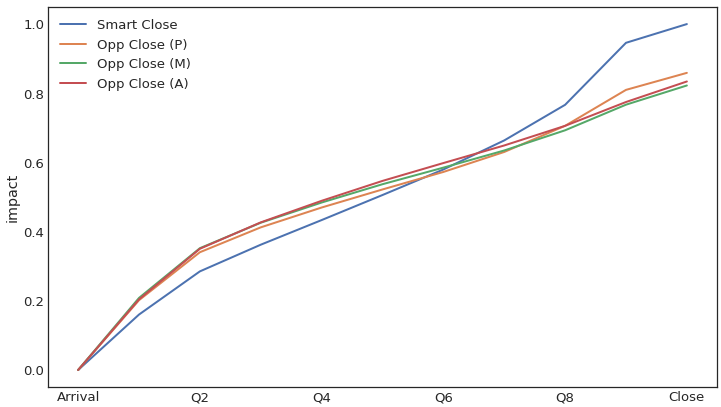 1.0
0.8
0.6
0.4
0.2
0.0
impact
Smart Close
Opp Close (P)
Opp Close (M)
Opp Close (A)
Arrival Q2 Q4 Q6 Q8 Close